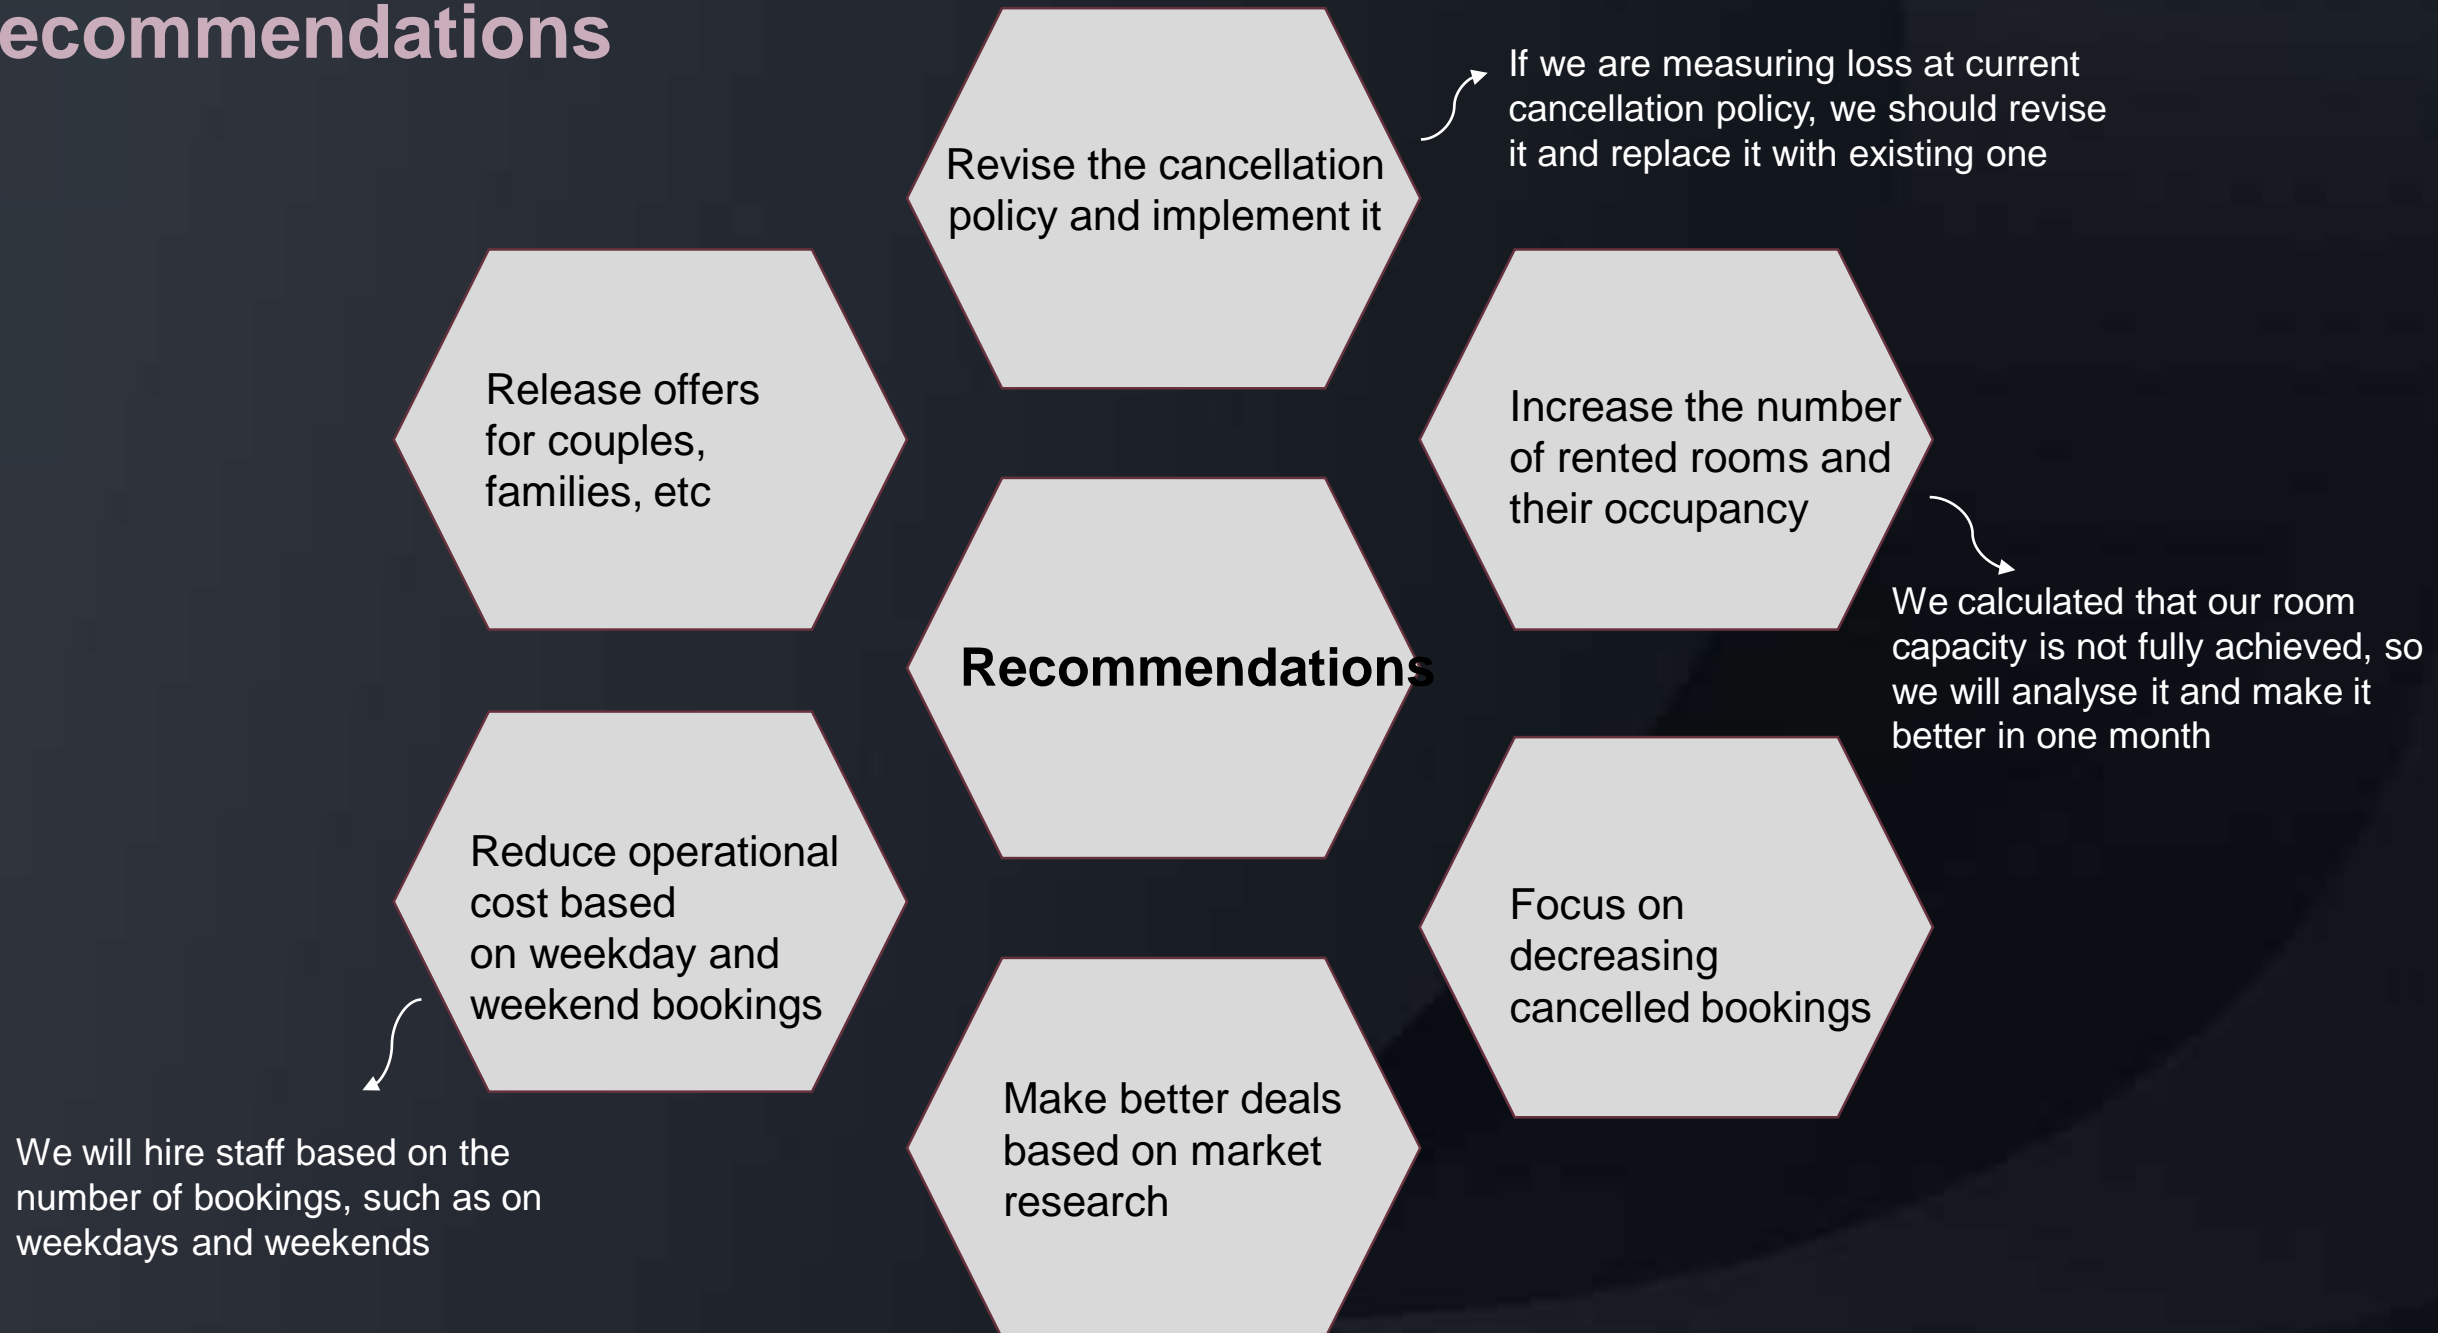 ecommendations
If we are measuring loss at current
cancellation policy, we should revise
it and replace it with existing one
Revise the cancellation
policy and implement it
Release offers
for couples,
families, etc
Increase the number
of rented rooms and
their occupancy
We calculated that our room
capacity is not fully achieved, so
we will analyse it and make it
better in one month
Recommendations
Reduce operational
cost based
on weekday and
weekend bookings
Focus on
decreasing
cancelled bookings
Make better deals
based on market
research
We will hire staff based on the
number of bookings, such as on
weekdays and weekends